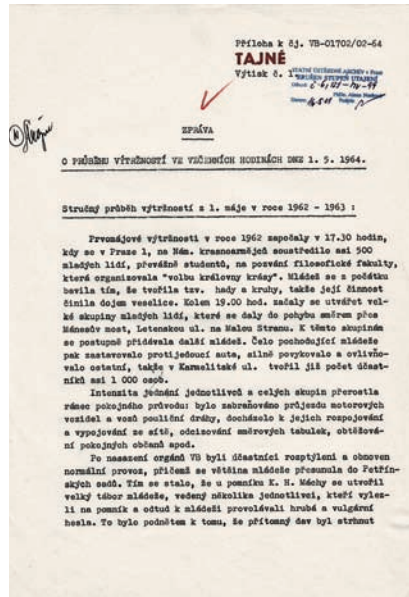 Příloha k čj. VB-01702/02-64
TAJNÉ
Výtisk č. 1
STÁTNÍ ÚSTŘEDNÍ ARCHIV v Praze
ZRUŠEN STUPEŇ UTAJENÍ
ZPRÁVA
O PRŮBĚHU VÝTRŽNOSTÍ VE VEČERNÍCH HODINÁCH DNE 1. 5. 1964.
Stručný průběh výtržností z 1. máje v roce 1962 - 1963 :
Prvomájové výtržnosti v roce 1962 započaly v 17.30 hodin,
kdy se v Praze 1, na Nám. krasnoarmějců soustředilo asi 500
mladých lidí, převážně studentů, na pozvání filosofické fakulty,
která organizovala "volbu královny krásy". Mládež se z počátku
bavila tím, že tvořila tzv. hady a kruhy, takže její činnost
činila dojem veselice. Kolem 19.00 hod. začaly se utvářet vel-
ké skupiny mladých lidí, které se daly do pohybu směrem přes
Mánesův most, Letenskou ul. na Malou Stranu. K těmto skupinám
se postupně přidávala další mládež. Čelo pochodující mládeže
pak zastavovalo protijedoucí auta, silně povykovalo a ovlivňo-
valo ostatní, takže v Karmelitské ul. tvořil již počet účast-
níků asi 1 000 osob.
Intenzita jednání jednotlivců a celých skupin přerostla
rámec pokojného průvodu: bylo zabraňováno průjezdu motorových
vozidel a vozů pouliční dráhy, docházelo k jejich rozpojování
a vypojování ze sítě, odcizování směrových tabulek, obtěžová-
ní pokojných občanů apod.
Po nasazení orgánů VB byli účastníci rozptýleni a obnoven
normální provoz, přičemž se většina mládeže přesunula do Petřín-
ských sadů. Tím se stalo, že u pomníku K. H. Máchy se utvořil
velký tábor mládeže, vedený několika jednotlivci, kteří vylez-
li na pomník a odtud k mládeži provolávali hrubá a vulgární
hesla. To bylo podnětem k tomu, že přítomný dav byl strhnut